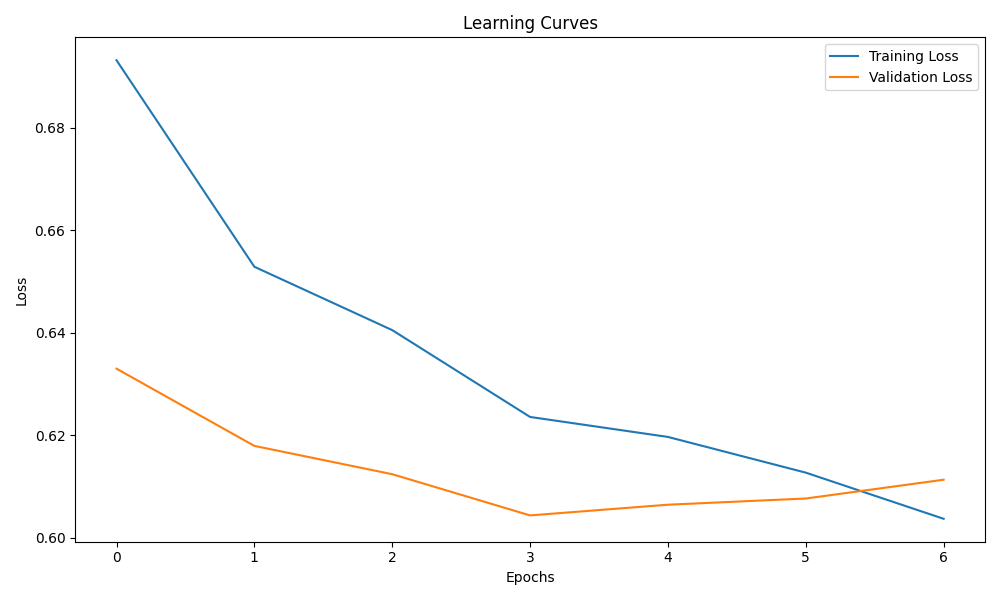 Learning Curves
Training Loss
Validation Loss
0.68
0.66
0.64
0.62
0.60
Loss
0 1 2 3 4 5 6
Epochs